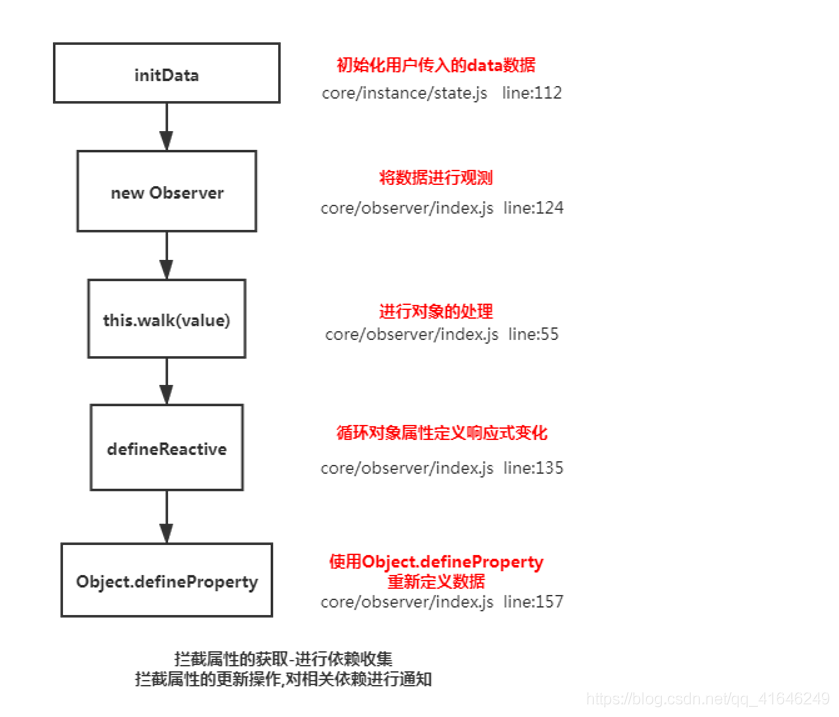 initData
初始化用户传入的data数据
core/instance/state.js line:112
new Observer
将数据进行观测
core/observer/index.js line:124
this.walk(value)
进行对象的处理
core/observer/index.js line:55
defineReactive
循环对象属性定义响应式变化
core/observer/index.js line:135
Object.defineProperty
使用Object.defineProperty
重新定义数据
core/observer/index.js line:157
拦截属性的获取-进行依赖收集
拦截属性的更新操作,对相关依赖进行通知
https://blog.csdn.net/qq_41646249